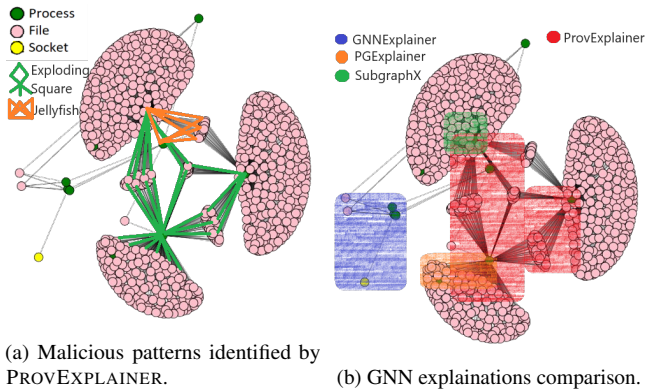 Process
File
Socket
Exploding
Square
Jellyfish
GNNExplainer
PGExplainer
SubgraphX
ProvExplainer
(a) Malicious patterns identified by
PROVEXPLAINER.
(b) GNN explainations comparison.